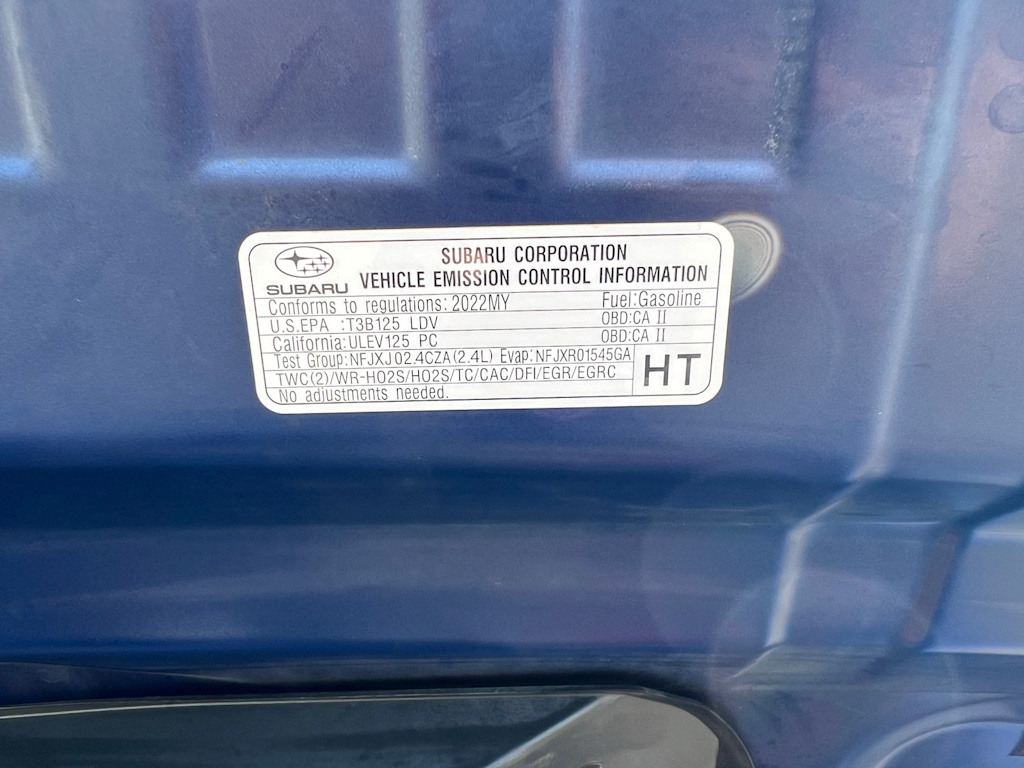 SUBARU
SUBARU CORPORATION
VEHICLE EMISSION CONTROL INFORMATION
Conforms to regulations: 2022MY Fuel:Gasoline
U.S.EPA :T3B125 LDV OBD:CA II
California:ULEV125 PC OBD:CA II
Test Group:NFJXJ02.4CZA(2.4L) Evap:NFJXR01545GA
TWC(2)/WR-HO2S/HO2S/TC/CAC/DFI/EGR/EGRC
No adjustments needed.
HT